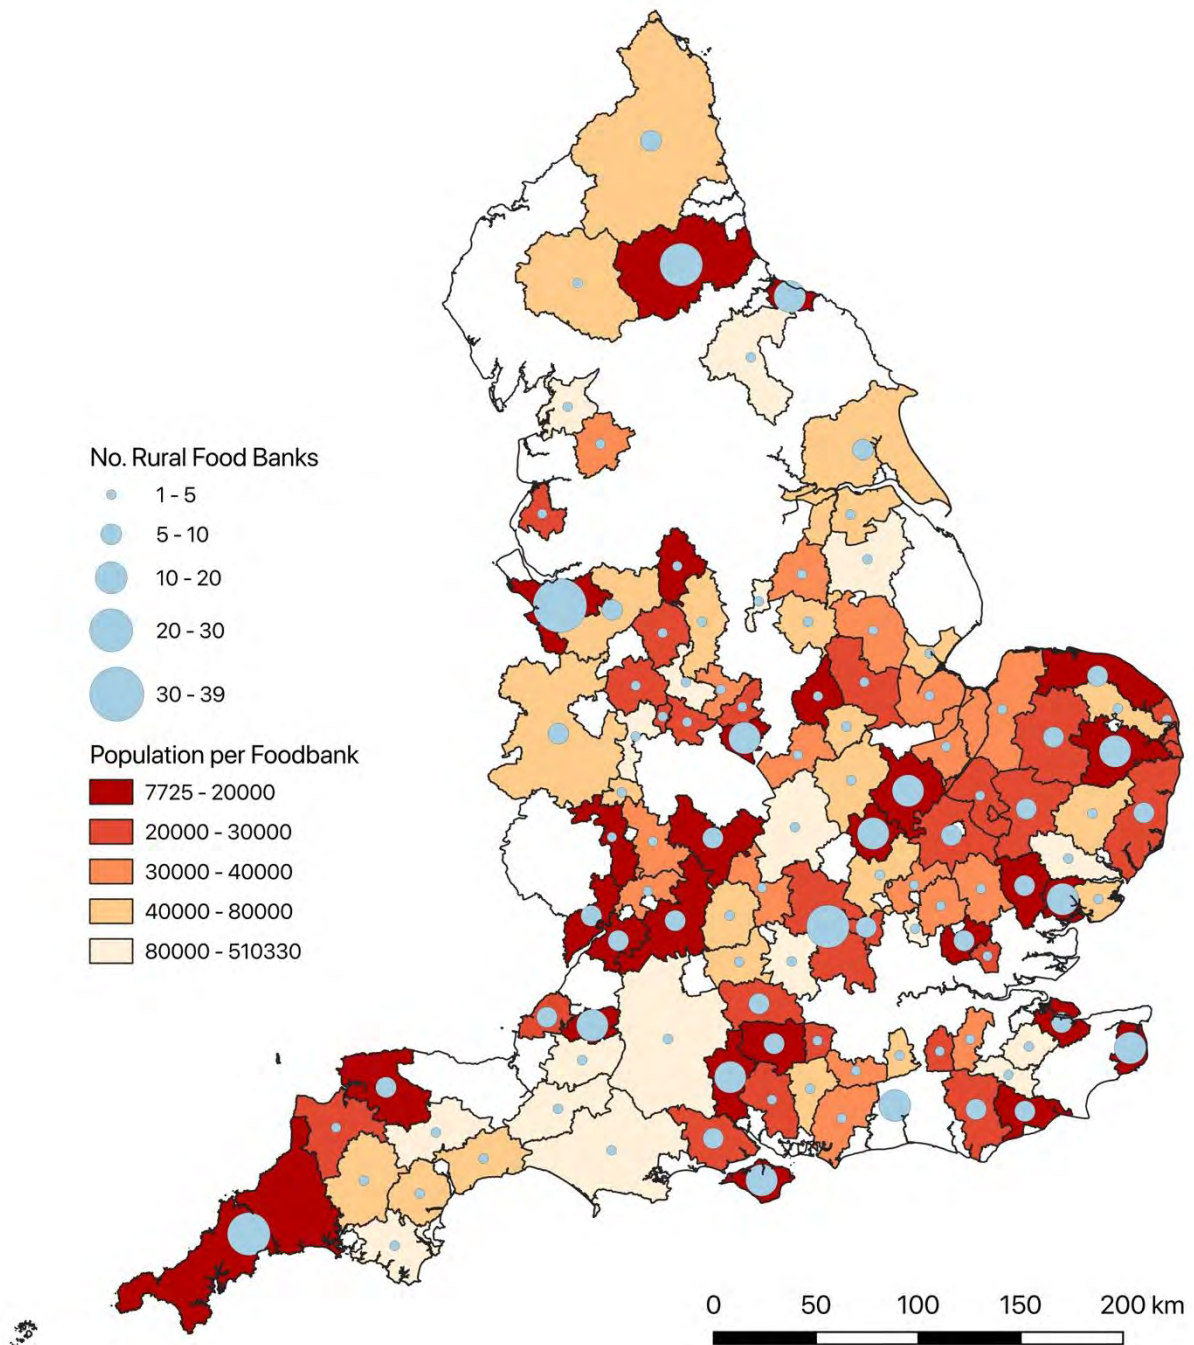 No. Rural Food Banks
1 - 5
5 - 10
10 - 20
20 - 30
30 - 39
Population per Foodbank
7725 - 20000
20000 - 30000
30000 - 40000
40000 - 80000
80000 - 510330
0 50 100 150 200 km